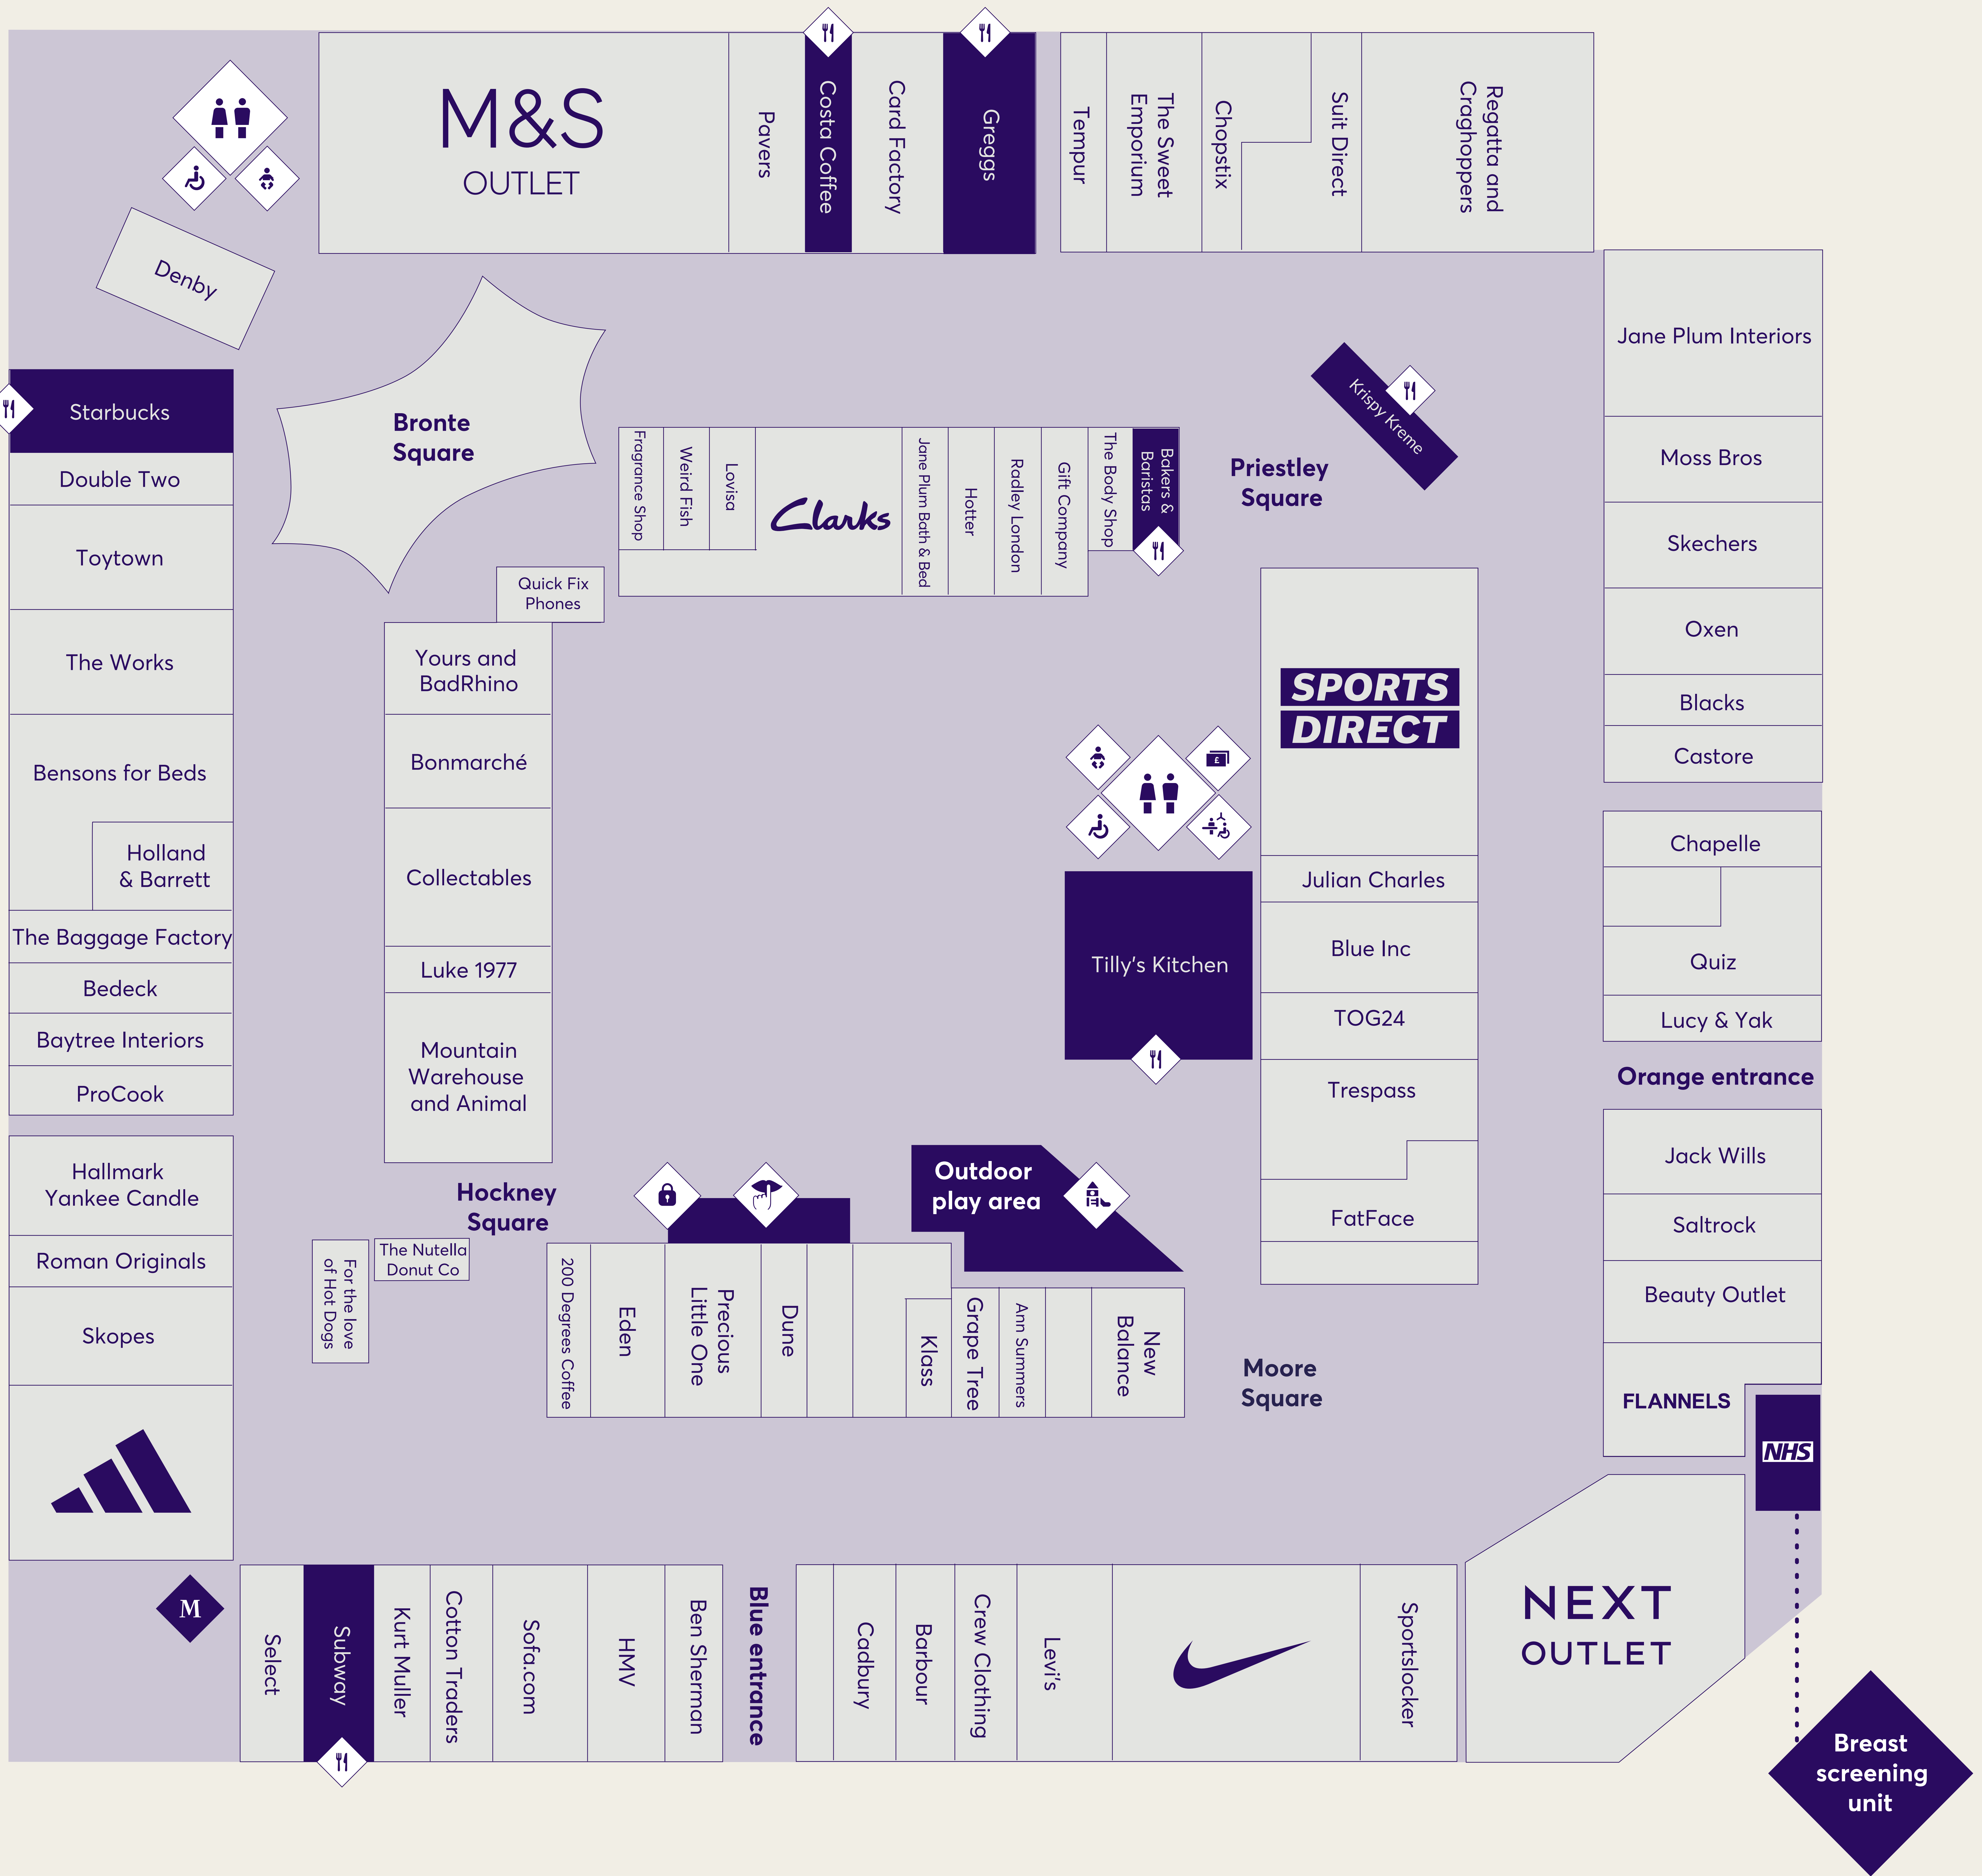 M&S
OUTLET
Pavers
Costa Coffee
Card Factory
Greggs
Tempur
The Sweet
Emporium
Chopstix
Suit Direct
Regatta and
Craghoppers
Denby
Starbucks
Double Two
Toytown
The Works
Bensons for Beds
Holland
& Barrett
The Baggage Factory
Bedeck
Baytree Interiors
ProCook
Hallmark
Yankee Candle
Roman Originals
Skopes
Bronte
Square
Quick Fix
Phones
Yours and
BadRhino
Bonmarché
Collectables
Luke 1977
Mountain
Warehouse
and Animal
Fragrance Shop
Weird Fish
Lovisa
Clarks
Jane Plum Bath & Bed
Hotter
Radley London
Gift Company
The Body Shop
Bakers &
Baristas
Priestley
Square
Krispy Kreme
Jane Plum Interiors
Moss Bros
Skechers
Oxen
Blacks
Castore
Chapelle
Quiz
Lucy & Yak
Orange entrance
Jack Wills
Saltrock
Beauty Outlet
FLANNELS
NHS
SPORTS
DIRECT
£
Julian Charles
Blue Inc
TOG24
Trespass
FatFace
Tilly's Kitchen
Outdoor
play area
Hockney
Square
The Nutella
Donut Co
For the love
of Hot Dogs
200 Degrees Coffee
Eden
Precious
Little One
Dune
Klass
Grape Tree
Ann Summers
New
Balance
Moore
Square
M
Select
Subway
Kurt Muller
Cotton Traders
Sofa.com
HMV
Ben Sherman
Blue entrance
Cadbury
Barbour
Crew Clothing
Levi's
Sportslocker
NEXT
OUTLET
Breast
screening
unit